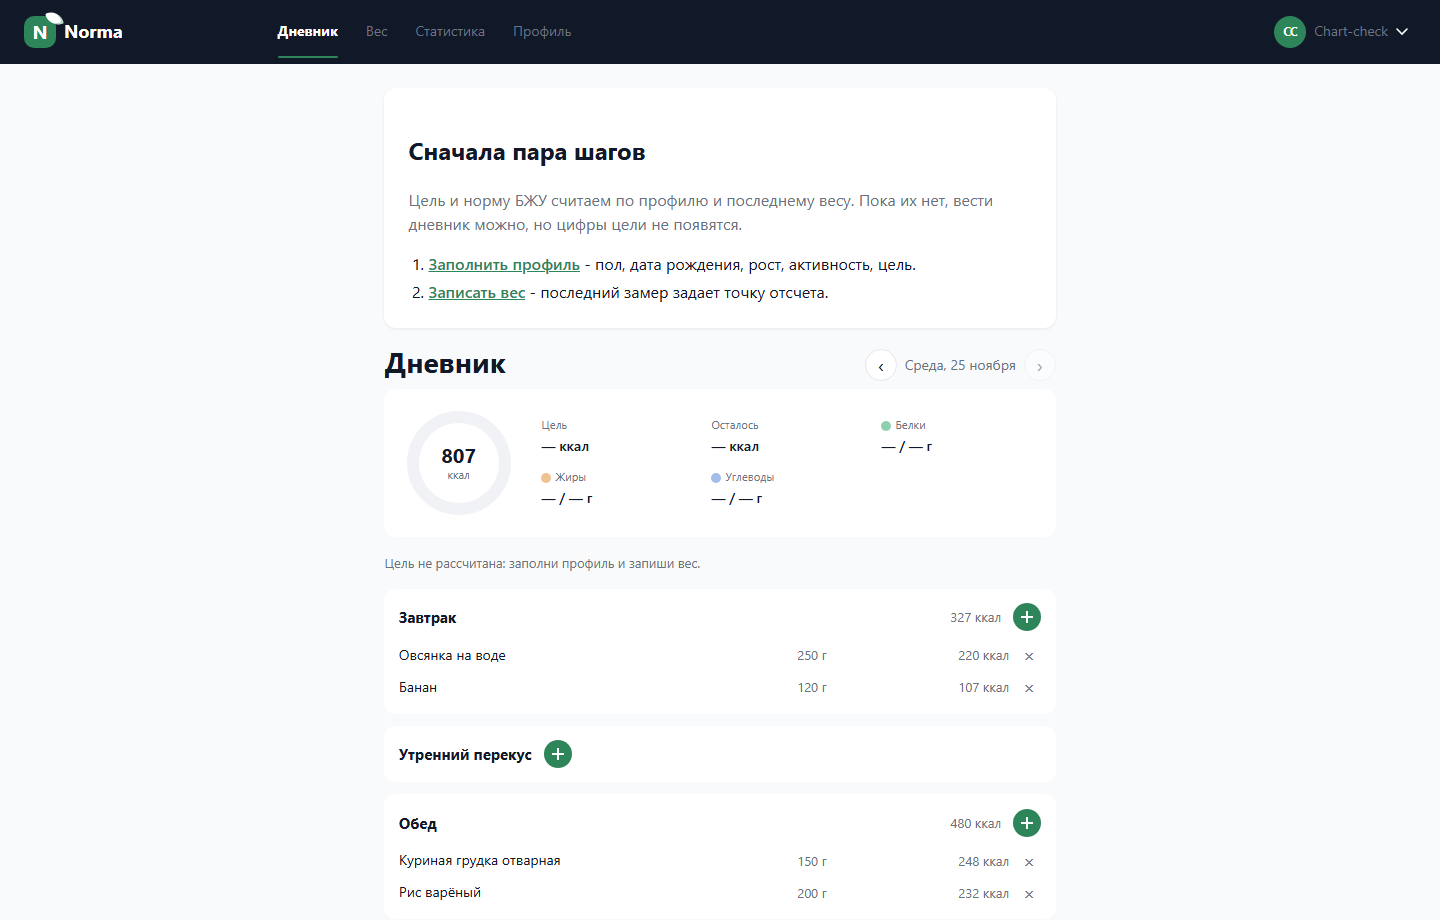 N Norma
Дневник Вес Статистика Профиль
CC Chart-check
Сначала пара шагов
Цель и норму БЖУ считаем по профилю и последнему весу. Пока их нет, вести
дневник можно, но цифры цели не появятся.
1. Заполнить профиль - пол, дата рождения, рост, активность, цель.
2. Записать вес - последний замер задает точку отсчета.
Дневник
‹ Среда, 25 ноября ›
807
ккал
Цель
— ккал
Осталось
— ккал
Белки
— / — г
Жиры
— / — г
Углеводы
— / — г
Цель не рассчитана: заполни профиль и запиши вес.
Завтрак 327 ккал +
Овсянка на воде 250 г 220 ккал ×
Банан 120 г 107 ккал ×
Утренний перекус +
Обед 480 ккал +
Куриная грудка отварная 150 г 248 ккал ×
Рис варёный 200 г 232 ккал ×